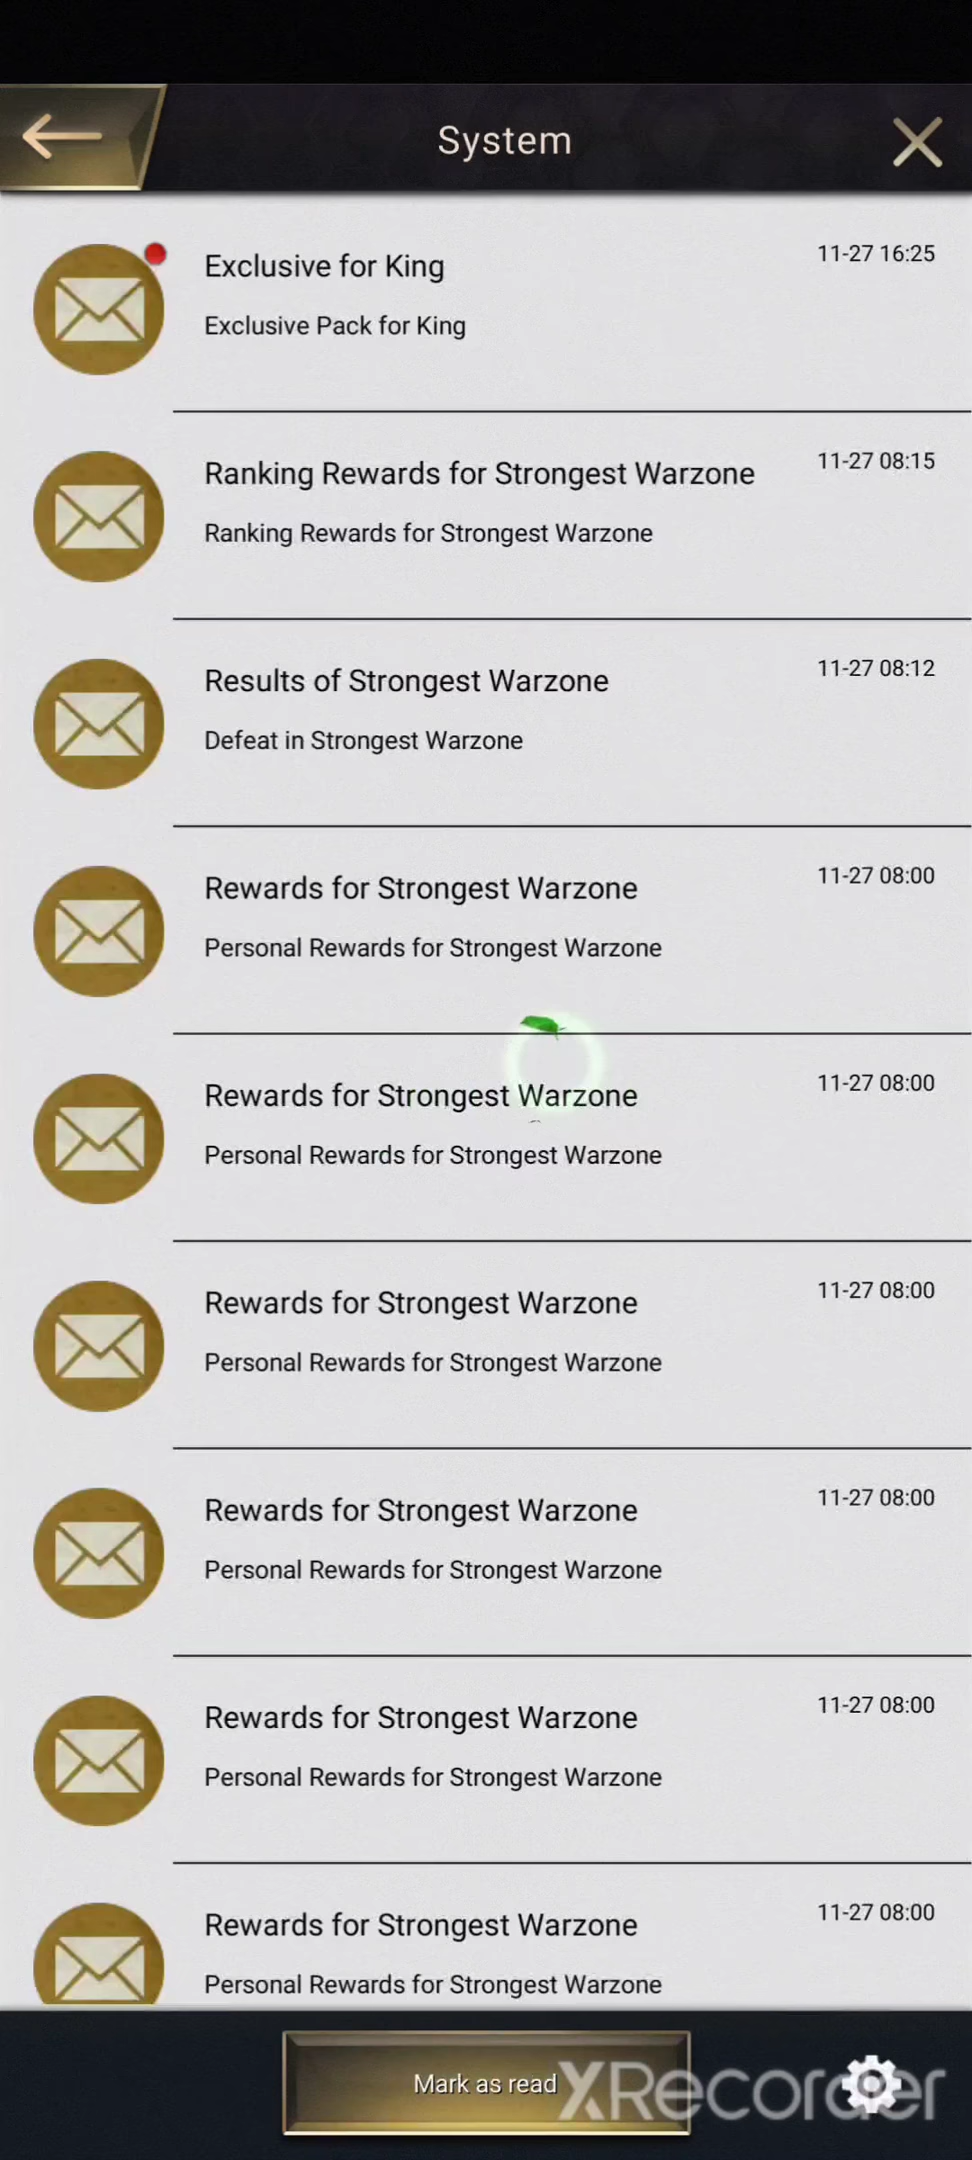 System
Exclusive for King
11-27 16:25
Exclusive Pack for King
Ranking Rewards for Strongest Warzone
11-27 08:15
Ranking Rewards for Strongest Warzone
Results of Strongest Warzone
11-27 08:12
Defeat in Strongest Warzone
Rewards for Strongest Warzone
11-27 08:00
Personal Rewards for Strongest Warzone
Rewards for Strongest Warzone
11-27 08:00
Personal Rewards for Strongest Warzone
Rewards for Strongest Warzone
11-27 08:00
Personal Rewards for Strongest Warzone
Rewards for Strongest Warzone
11-27 08:00
Personal Rewards for Strongest Warzone
Rewards for Strongest Warzone
11-27 08:00
Personal Rewards for Strongest Warzone
Rewards for Strongest Warzone
11-27 08:00
Personal Rewards for Strongest Warzone
Mark as read
XRecorder